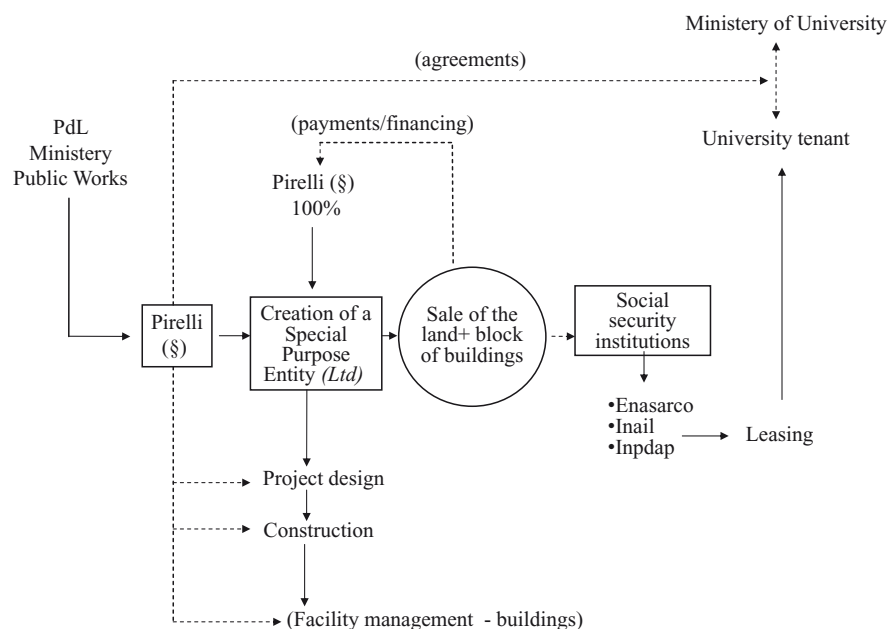 Ministery of University
(agreements)
(payments/financing)
University tenant
PdL
Ministery
Public Works
Pirelli (§)
100%
Pirelli
(§)
Creation of a
Special
Purpose
Entity (Ltd)
Sale of the
land+ block
of buildings
Social
security
institutions
•Enasarco
•Inail
•Inpdap
Leasing
Project design
Construction
(Facility management - buildings)